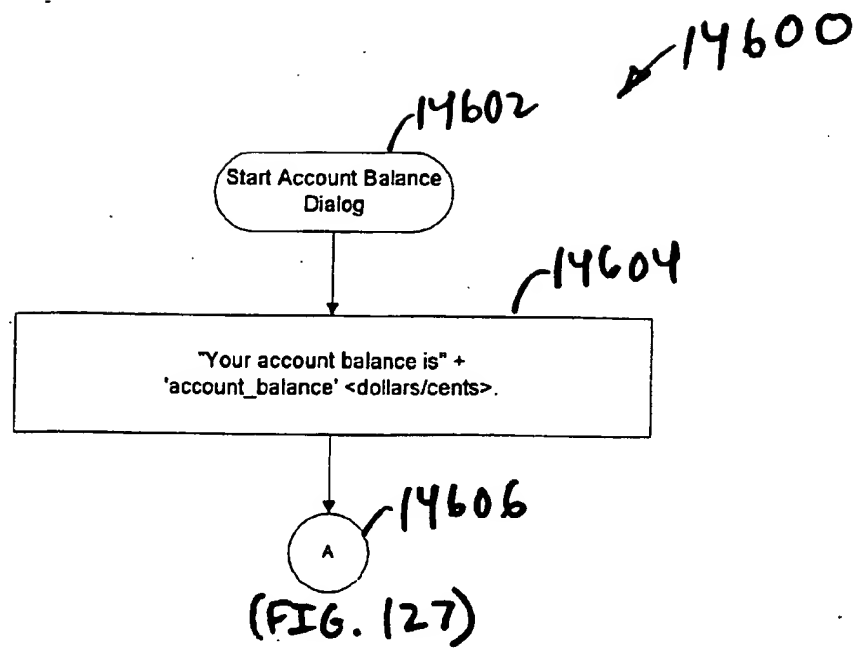 14600
14602
Start Account Balance
Dialog
14604
"Your account balance is" +
'account_balance' <dollars/cents>.
14606
A
(FIG. 127)